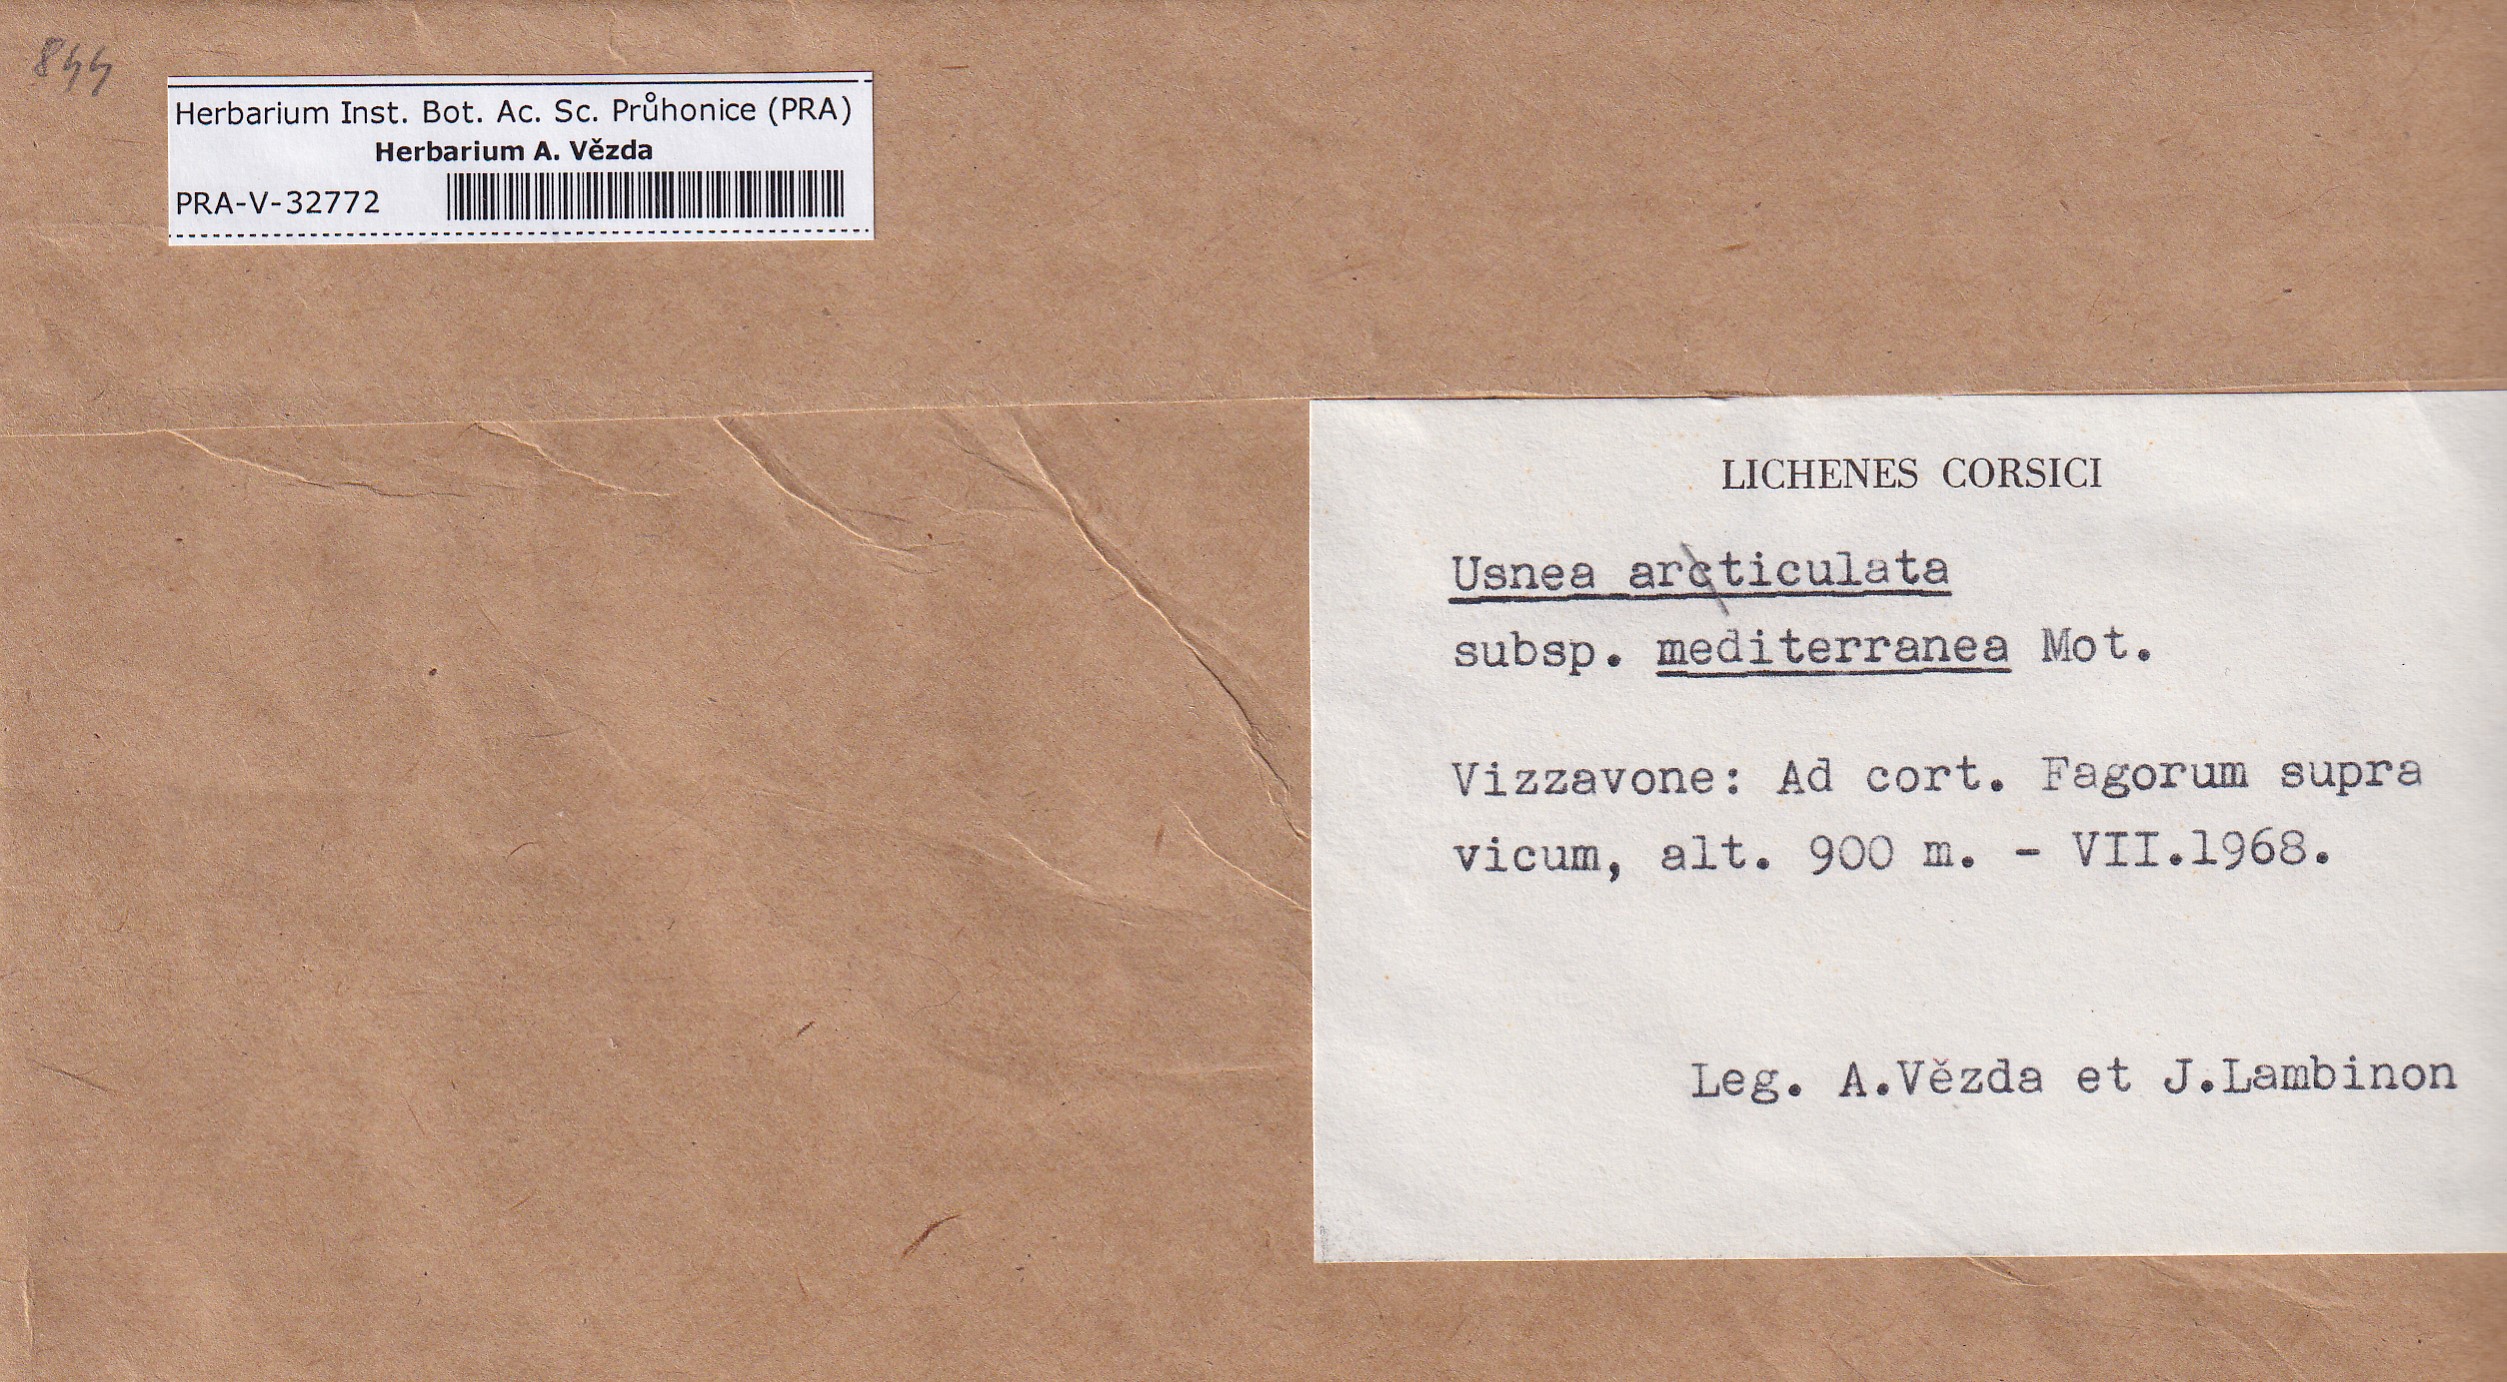 844
Herbarium Inst. Bot. Ac. Sc. Průhonice (PRA)
Herbarium A. Vězda
PRA-V-32772
LICHENES CORSICI
Usnea arcticulata
subsp. mediterranea Mot.
Vizzavone: Ad cort. Fagorum supra
vicum, alt. 900 m. - VII.1968.
Leg. A.Vězda et J.Lambinon